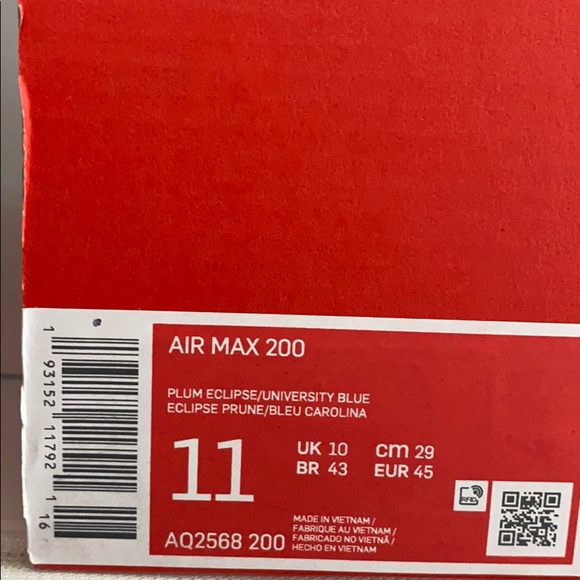 AIR MAX 200
PLUM ECLIPSE/UNIVERSITY BLUE
ECLIPSE PRUNE/BLEU CAROLINA
11
UK 10 cm 29
BR 43 EUR 45
RFID
AQ2568 200
MADE IN VIETNAM /
FABRIQUE AU VIETNAM /
FABRICADO NO VIETNÃ /
HECHO EN VIETNAM
1 93152 11792 1 16